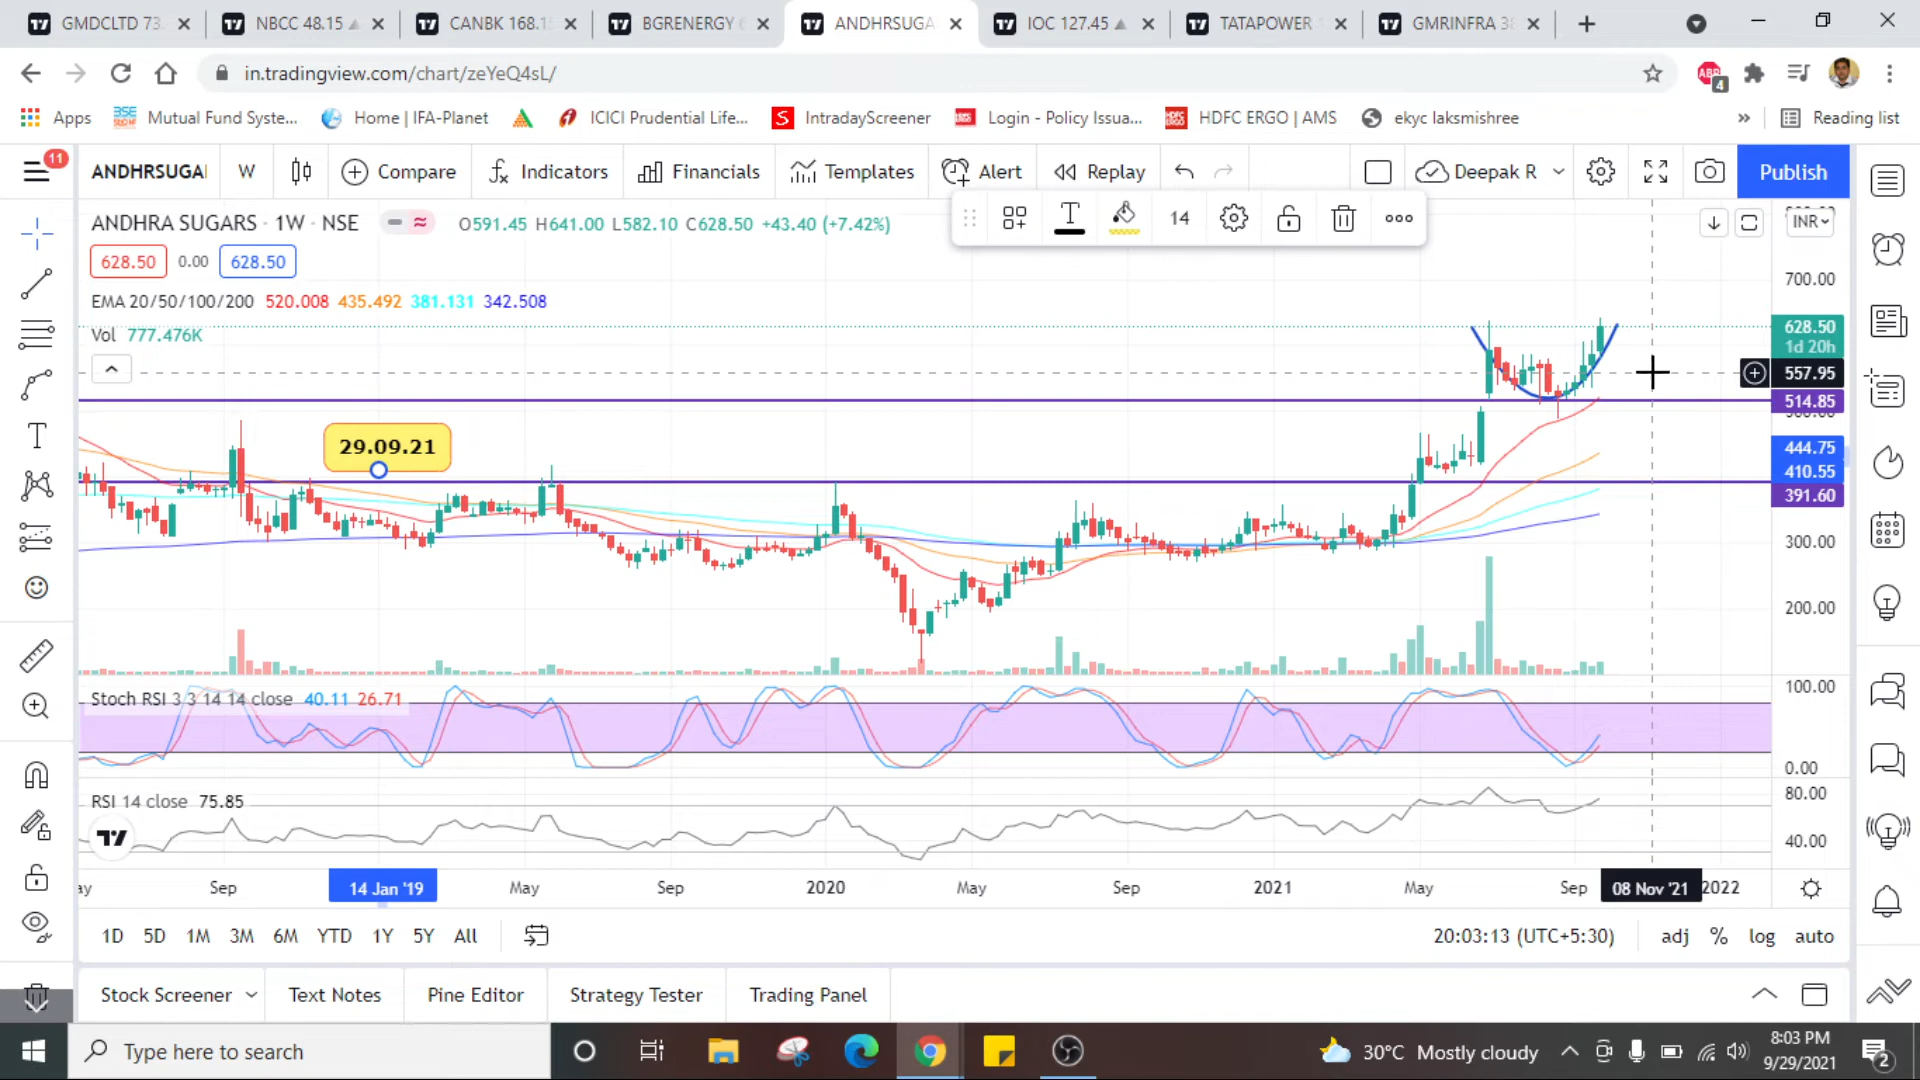 GMDCLTD 73.
NBCC 48.15
CANBK 168.1
BGRENERGY
ANDHRSUGA
IOC 127.45
TATAPOWER
GMRINFRA
in.tradingview.com/chart/zeYeQ4sL/
ABP
4
Apps
Mutual Fund Syste...
Home | IFA-Planet
ICICI Prudential Life...
IntradayScreener
Login - Policy Issua...
HDFC ERGO | AMS
ekyc laksmishree
»
Reading list
11
ANDHRSUGAI
W
Compare
Indicators
Financials
Templates
Alert
Replay
Deepak R
Publish
14
ANDHRA SUGARS · 1W · NSE
O591.45 H641.00 L582.10 C628.50 +43.40 (+7.42%)
INR
628.50
0.00
628.50
EMA 20/50/100/200 520.008 435.492 381.131 342.508
Vol 777.476K
700.00
628.50
1d 20h
557.95
514.85
444.75
410.55
391.60
300.00
200.00
29.09.21
Stoch RSI 3 3 14 14 close 40.11 26.71
100.00
0.00
RSI 14 close 75.85
80.00
40.00
Sep
14 Jan '19
May
Sep
2020
May
Sep
2021
May
Sep
08 Nov '21
2022
1D 5D 1M 3M 6M YTD 1Y 5Y All
20:03:13 (UTC+5:30)
adj % log auto
Stock Screener
Text Notes
Pine Editor
Strategy Tester
Trading Panel
Type here to search
30°C Mostly cloudy
8:03 PM
9/29/2021
2